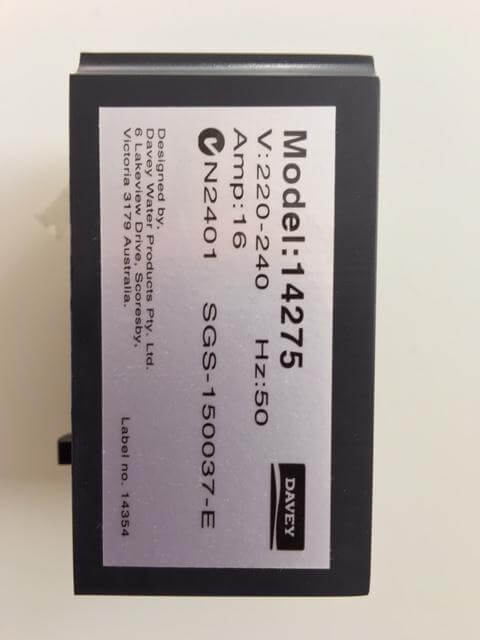 Model:14275
V:220-240 Hz:50
Amp:16
N2401 SGS-150037-E
DAVEY
Designed by,
Davey Water Products Pty. Ltd.
6 Lakeview Drive, Scoresby,
Victoria 3179 Australia.
Label no. 14354